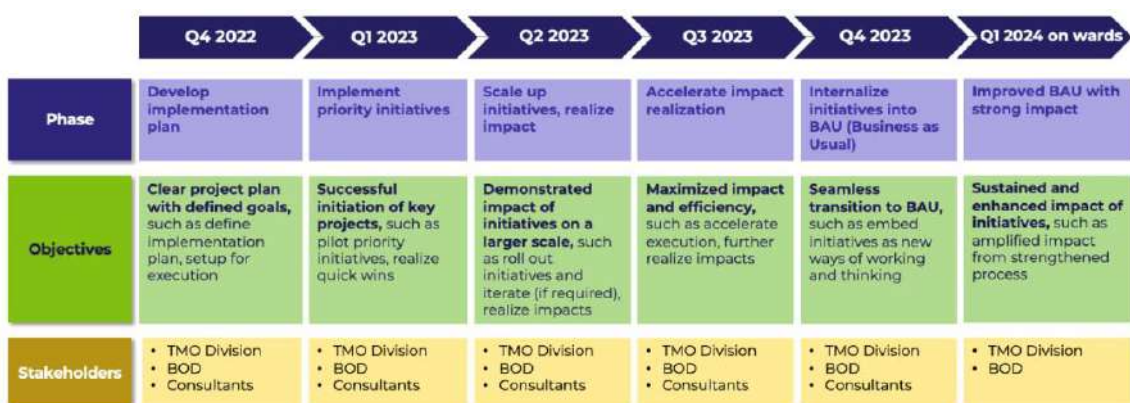 Q4 2022
Q1 2023
Q2 2023
Q3 2023
Q4 2023
Q1 2024 on wards
Phase
Develop
implementation
plan
Implement
priority initiatives
Scale up
initiatives, realize
impact
Accelerate impact
realization
Internalize
initiatives into
BAU (Business as
Usual)
Improved BAU with
strong impact
Objectives
Clear project plan
with defined goals,
such as define
implementation
plan, setup for
execution
Successful
initiation of key
projects, such as
pilot priority
initiatives, realize
quick wins
Demonstrated
impact of
initiatives on a
larger scale, such
as roll out
initiatives and
iterate (if required),
realize impacts
Maximized impact
and efficiency,
such as accelerate
execution, further
realize impacts
Seamless
transition to BAU,
such as embed
initiatives as new
ways of working
and thinking
Sustained and
enhanced impact of
initiatives, such as
amplified impact
from strengthened
process
Stakeholders
• TMO Division
• BOD
• Consultants
• TMO Division
• BOD
• Consultants
• TMO Division
• BOD
• Consultants
• TMO Division
• BOD
• Consultants
• TMO Division
• BOD
• Consultants
• TMO Division
• BOD